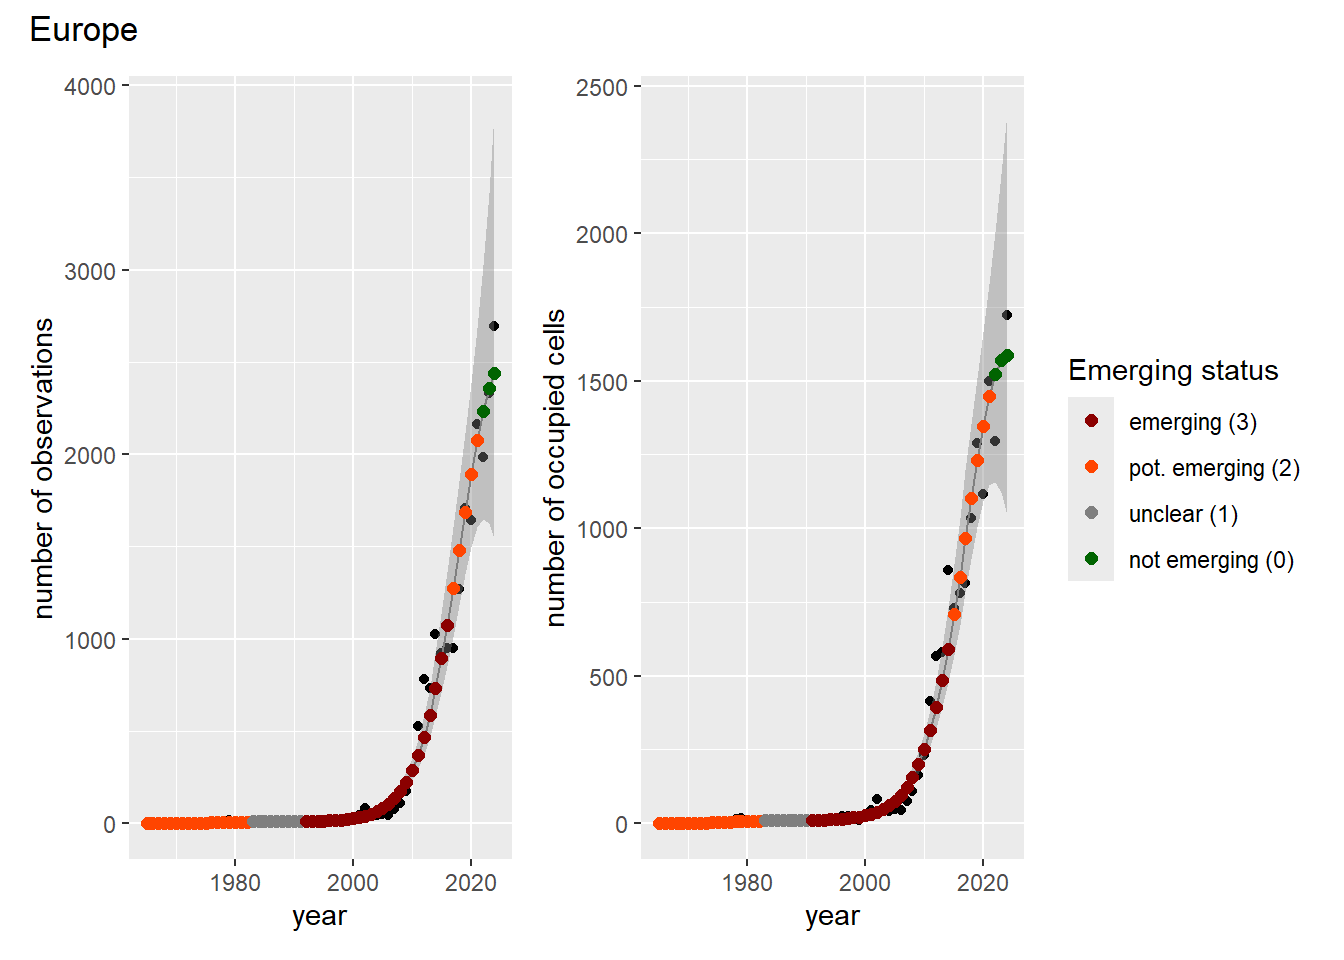 Europe
number of observations
4000
3000
2000
1000
0
1980
2000
2020
year
number of occupied cells
2500
2000
1500
1000
500
0
1980
2000
2020
year
Emerging status
emerging (3)
pot. emerging (2)
unclear (1)
not emerging (0)